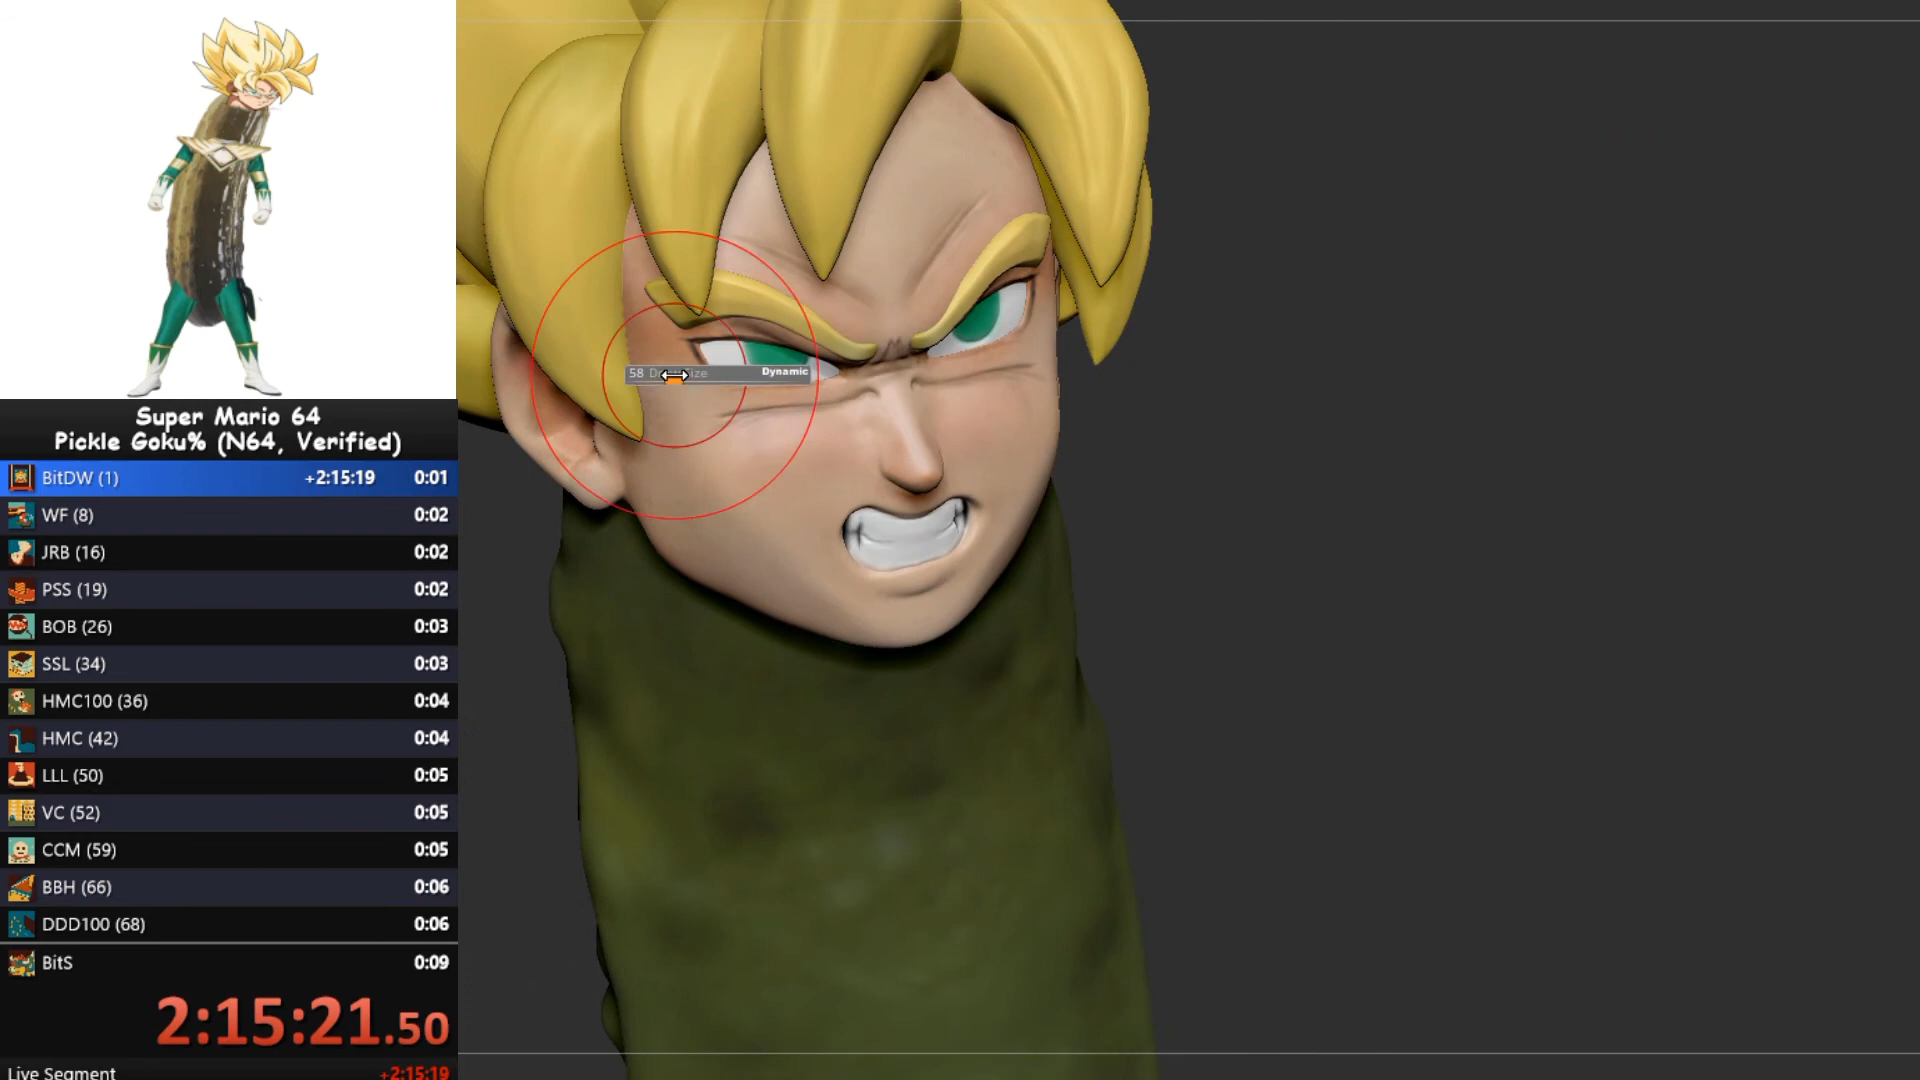 Super Mario 64
Pickle Goku% (N64, Verified)
BitDW (1) +2:15:19 0:01
WF (8) 0:02
JRB (16) 0:02
PSS (19) 0:02
BOB (26) 0:03
SSL (34) 0:03
HMC100 (36) 0:04
HMC (42) 0:04
LLL (50) 0:05
VC (52) 0:05
CCM (59) 0:05
BBH (66) 0:06
DDD100 (68) 0:06
BitS 0:09
2:15:21.50
Live Segment +2:15:19
58 Dynamic